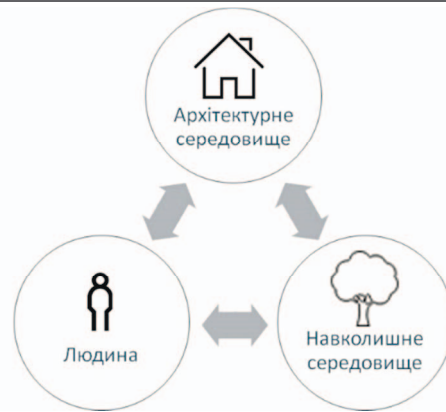 Архітектурне
середовище
Людина
Навколишнє
середовище